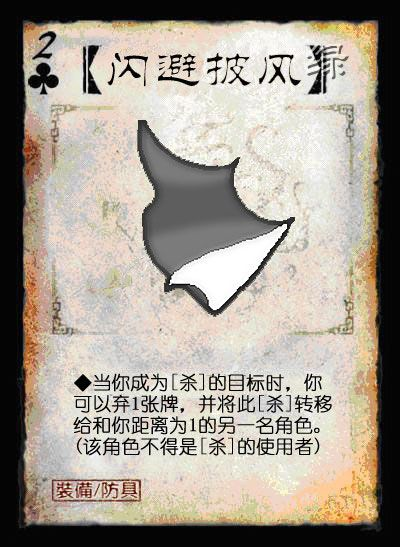 2
【闪避披风】
◆当你成为[杀]的目标时，你
可以弃1张牌，并将此[杀]转移
给和你距离为1的另一名角色。
(该角色不得是[杀]的使用者)
裝備/防具